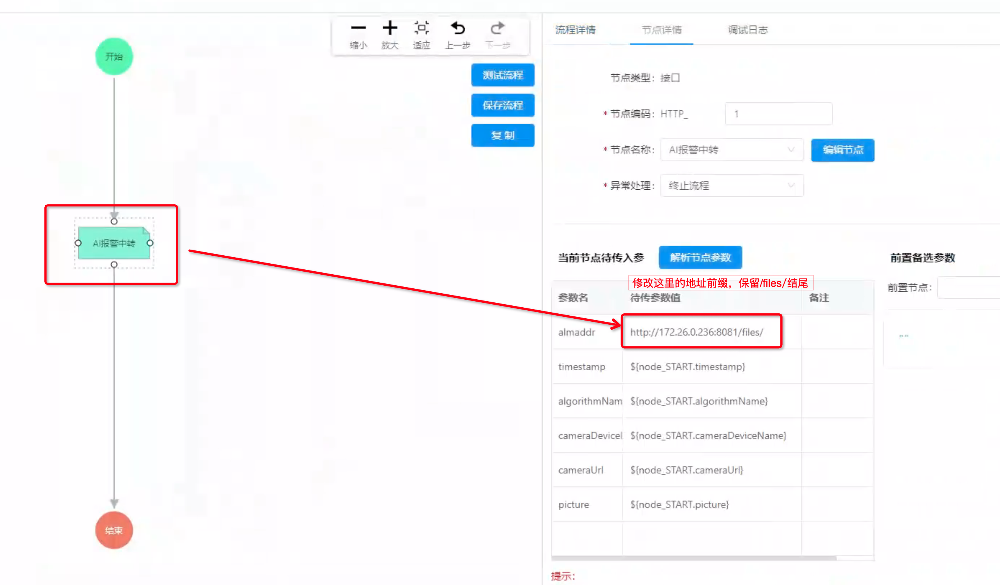 缩小
放大
适应
上一步
下一步
测试流程
保存流程
复 制
开始
AI报警中转
结束
流程详情
节点详情
调试日志
节点类型：接口
* 节点编码：HTTP_
1
* 节点名称：
AI报警中转
编辑节点
* 异常处理：
终止流程
当前节点待传入参
解析节点参数
前置备选参数
修改这里的地址前缀，保留/files/结尾
前置节点：
参数名
待传参数值
备注
almaddr
http://172.26.0.236:8081/files/
""
timestamp
${node_START.timestamp}
algorithmNam
${node_START.algorithmName}
cameraDevice
${node_START.cameraDeviceName}
cameraUrl
${node_START.cameraUrl}
picture
${node_START.picture}
提示：